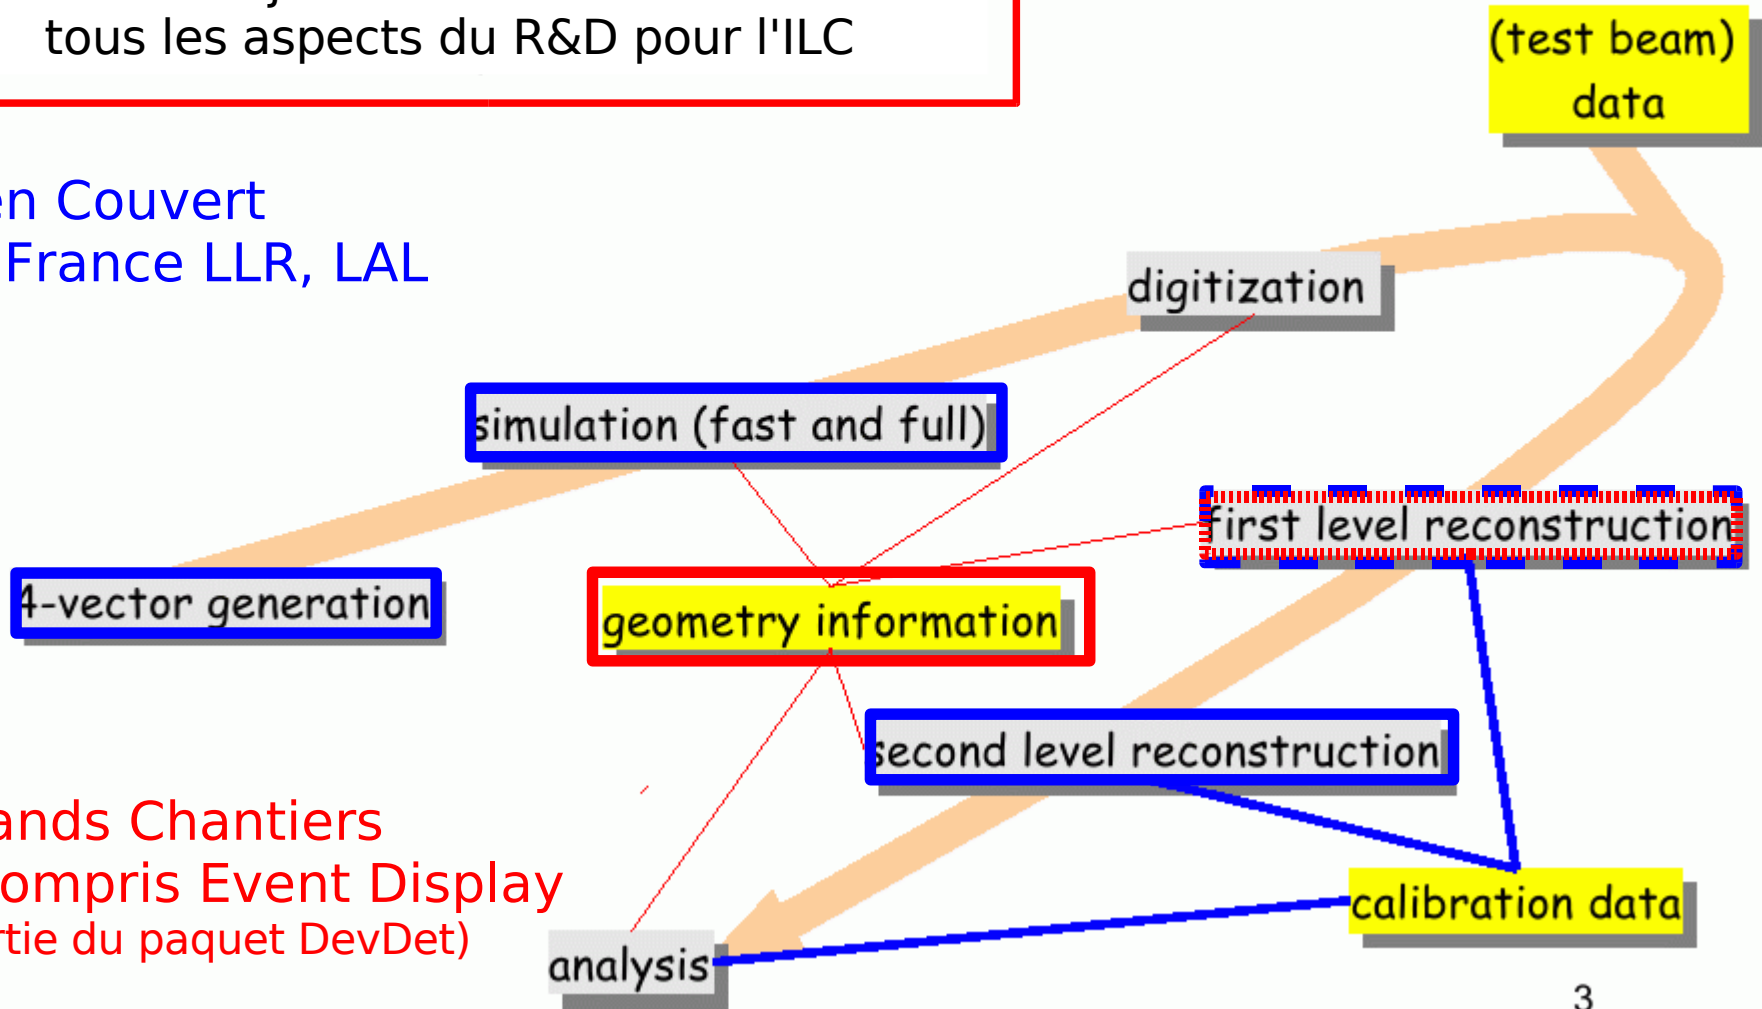 tous les aspects du R&D pour l'ILC
(test beam)
data
en Couvert
France LLR, LAL
digitization
simulation (fast and full)
first level reconstruction
4-vector generation
geometry information
second level reconstruction
ands Chantiers
ompris Event Display
calibration data
rtie du paquet DevDet)
analysis
3